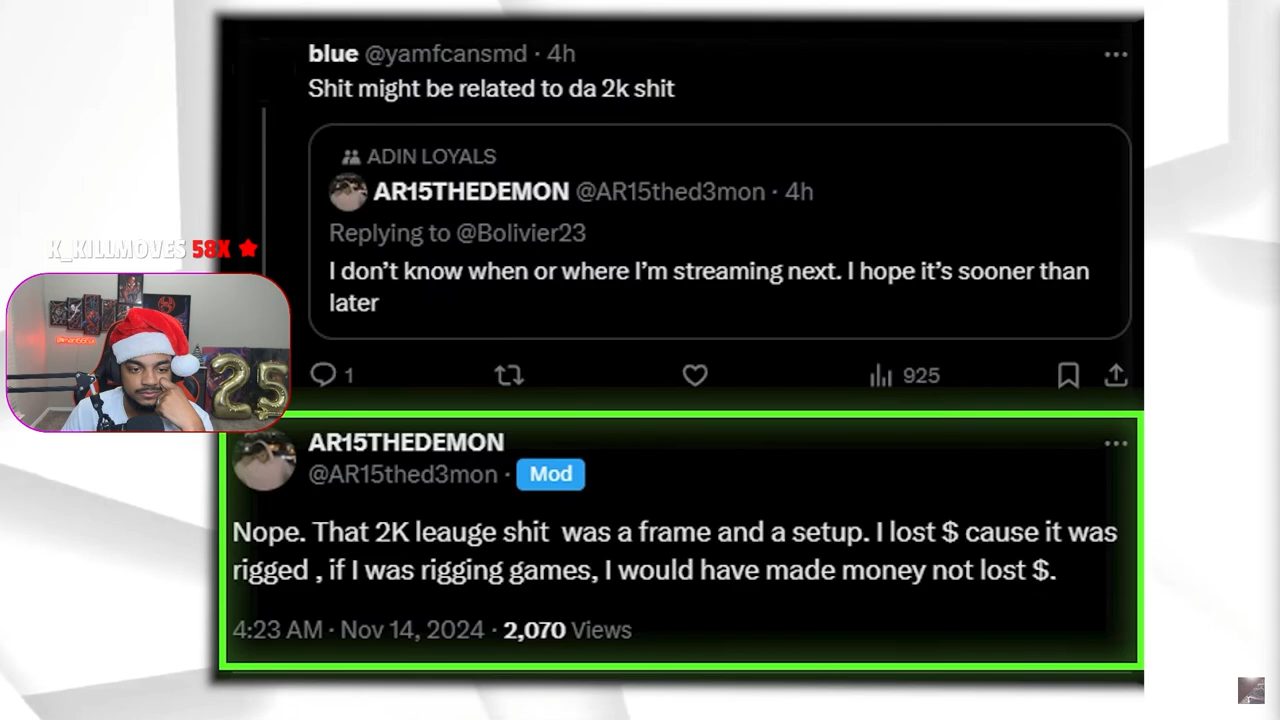 blue @yamfcansmd · 4h
Shit might be related to da 2k shit
ADIN LOYALS
AR15THEDEMON @AR15thed3mon · 4h
Replying to @Bolivier23
I don’t know when or where I’m streaming next. I hope it’s sooner than
later
K_KILLMOVES 58X
25
1
925
AR15THEDEMON
@AR15thed3mon · Mod
Nope. That 2K leauge shit was a frame and a setup. I lost $ cause it was
rigged , if I was rigging games, I would have made money not lost $.
4:23 AM · Nov 14, 2024 · 2,070 Views